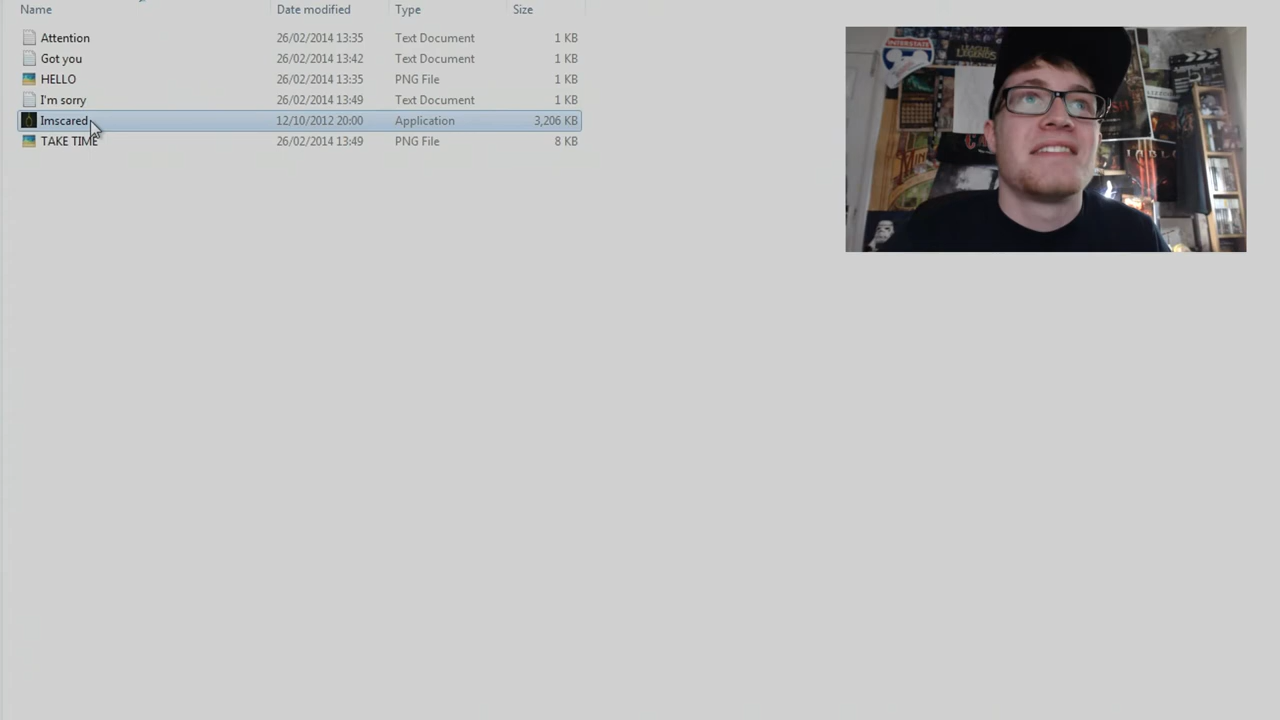 Name Date modified Type Size
Attention 26/02/2014 13:35 Text Document 1 KB
Got you 26/02/2014 13:42 Text Document 1 KB
HELLO 26/02/2014 13:35 PNG File 1 KB
I'm sorry 26/02/2014 13:49 Text Document 1 KB
Imscared 12/10/2012 20:00 Application 3,206 KB
TAKE TIME 26/02/2014 13:49 PNG File 8 KB
INTERSTATE
LEAGUE
LEGENDS